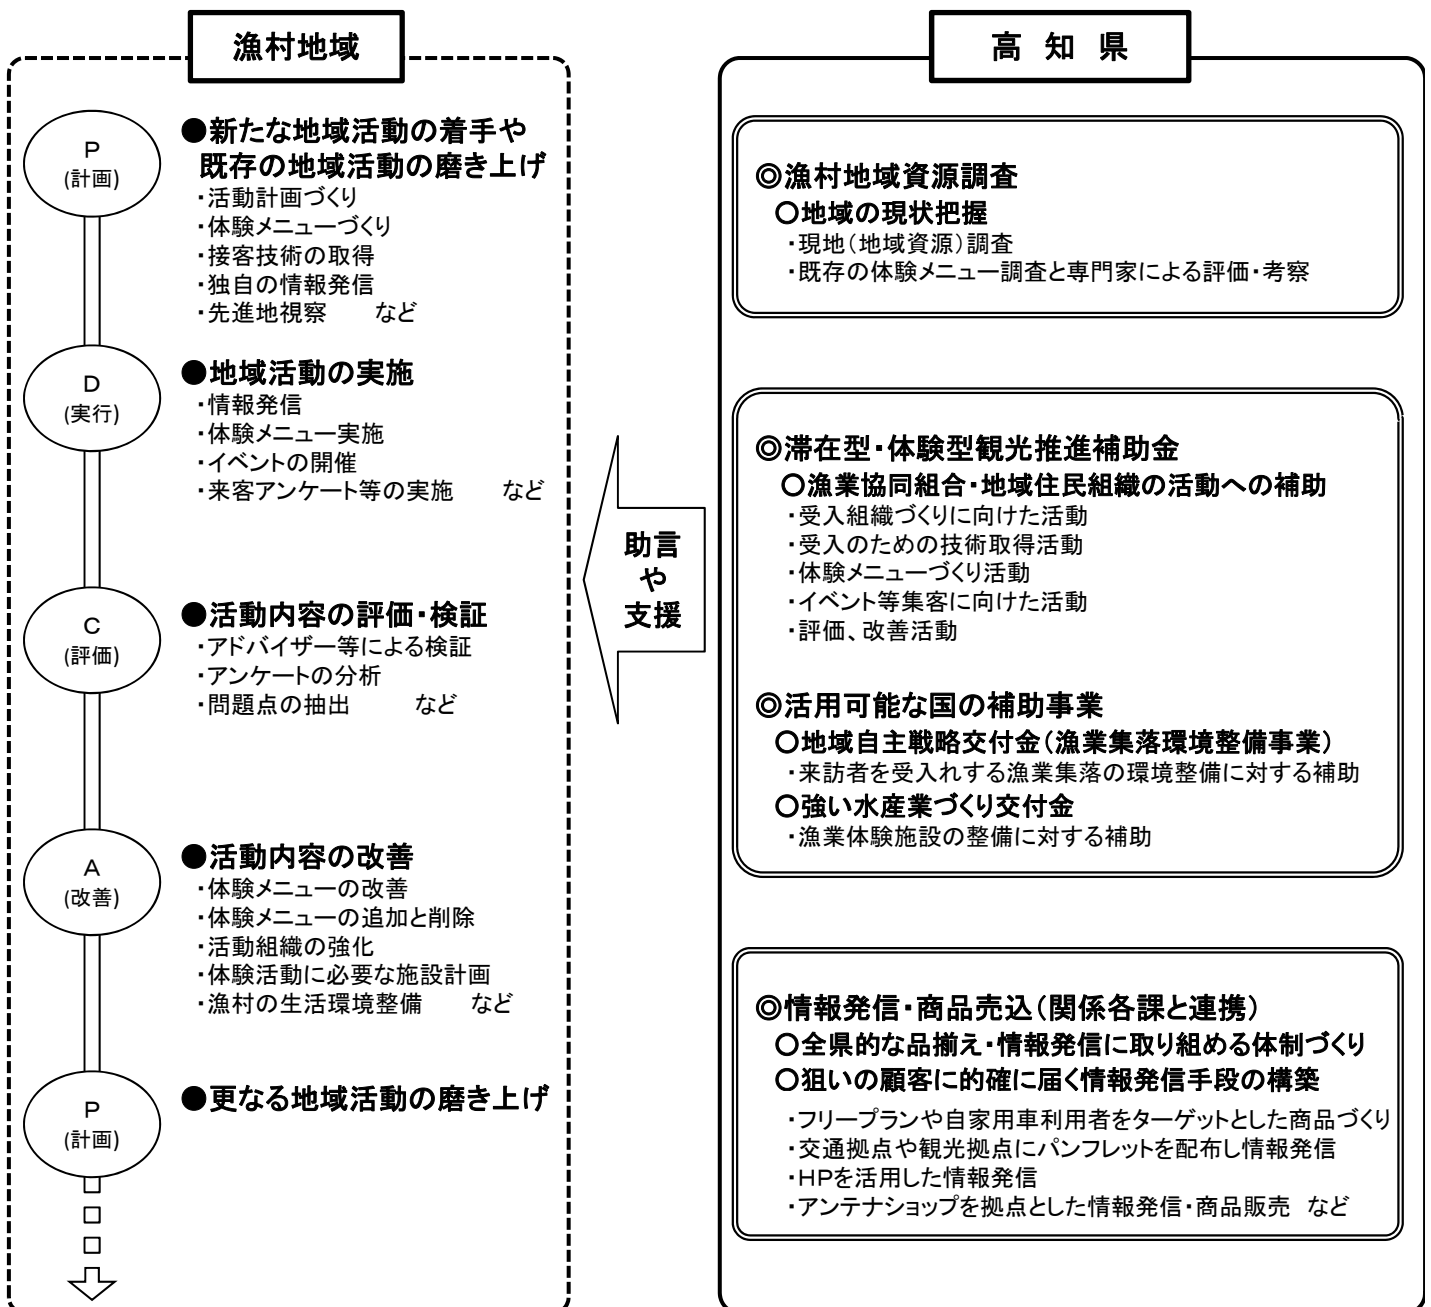 漁村地域
P
(計画)
●新たな地域活動の着手や
既存の地域活動の磨き上げ
・活動計画づくり
・体験メニューづくり
・接客技術の取得
・独自の情報発信
・先進地視察　　など
D
(実行)
●地域活動の実施
・情報発信
・体験メニュー実施
・イベントの開催
・来客アンケート等の実施　　など
C
(評価)
●活動内容の評価・検証
・アドバイザー等による検証
・アンケートの分析
・問題点の抽出　　　など
A
(改善)
●活動内容の改善
・体験メニューの改善
・体験メニューの追加と削除
・活動組織の強化
・体験活動に必要な施設計画
・漁村の生活環境整備　　など
P
(計画)
●更なる地域活動の磨き上げ
助言
や
支援
高 知 県
◎漁村地域資源調査
○地域の現状把握
・現地(地域資源)調査
・既存の体験メニュー調査と専門家による評価・考察
◎滞在型・体験型観光推進補助金
○漁業協同組合・地域住民組織の活動への補助
・受入組織づくりに向けた活動
・受入のための技術取得活動
・体験メニューづくり活動
・イベント等集客に向けた活動
・評価、改善活動
◎活用可能な国の補助事業
○地域自主戦略交付金(漁業集落環境整備事業)
・来訪者を受入れする漁業集落の環境整備に対する補助
○強い水産業づくり交付金
・漁業体験施設の整備に対する補助
◎情報発信・商品売込(関係各課と連携)
○全県的な品揃え・情報発信に取り組める体制づくり
○狙いの顧客に的確に届く情報発信手段の構築
・フリープランや自家用車利用者をターゲットとした商品づくり
・交通拠点や観光拠点にパンフレットを配布し情報発信
・HPを活用した情報発信
・アンテナショップを拠点とした情報発信・商品販売　など